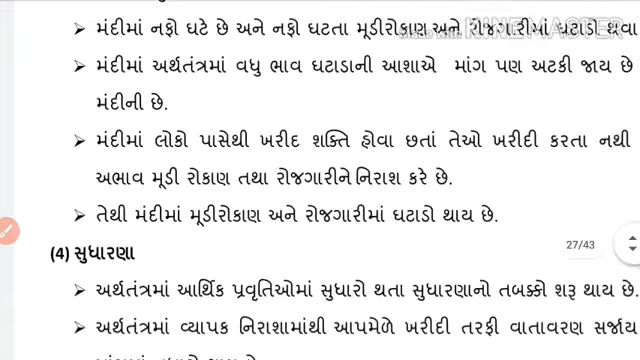 ➤ મંદીમાં નફો ઘટે છે અને નફો ઘટતા મૂડીરોકાણ અને રોજગારીમાં ઘટાડો થવા
➤ મંદીમાં અર્થતંત્રમાં વધુ ભાવ ઘટાડાની આશાએ માંગ પણ અટકી જાય છે
મંદીની છે.
➤ મંદીમાં લોકો પાસેથી ખરીદ શક્તિ હોવા છતાં તેઓ ખરીદી કરતા નથી
અભાવ મૂડી રોકાણ તથા રોજગારીને નિરાશ કરે છે.
➤ તેથી મંદીમાં મૂડીરોકાણ અને રોજગારીમાં ઘટાડો થાય છે.
27/43
(4) સુધારણા
➤ અર્થતંત્રમાં આર્થિક પ્રવૃતિઓમાં સુધારો થતા સુધારણાનો તબક્કો શરૂ થાય છે.
➤ અર્થતંત્રમાં વ્યાપક નિરાશામાંથી આપમેળે ખરીદી તરફી વાતાવરણ સર્જાય